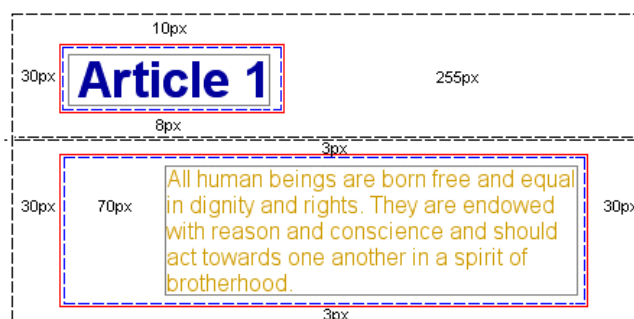 10px
30px
Article 1
255px
8px
3px
30px
70px
All human beings are born free and equal
in dignity and rights. They are endowed
with reason and conscience and should
act towards one another in a spirit of
brotherhood.
30px
3px